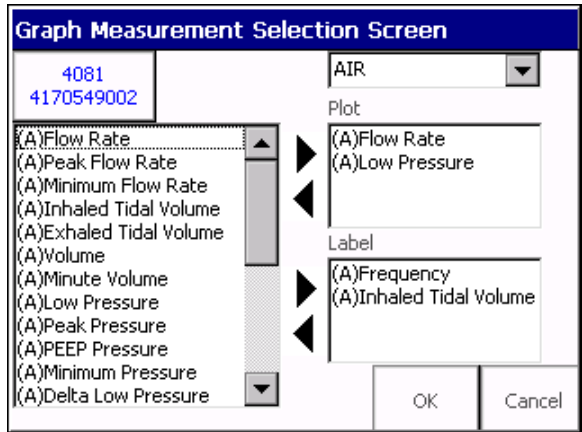 Graph Measurement Selection Screen
4081
4170549002
AIR
Plot
(A)Flow Rate
(A)Peak Flow Rate
(A)Minimum Flow Rate
(A)Inhaled Tidal Volume
(A)Exhaled Tidal Volume
(A)Volume
(A)Minute Volume
(A)Low Pressure
(A)Peak Pressure
(A)PEEP Pressure
(A)Minimum Pressure
(A)Delta Low Pressure
(A)Flow Rate
(A)Low Pressure
Label
(A)Frequency
(A)Inhaled Tidal Volume
OK
Cancel